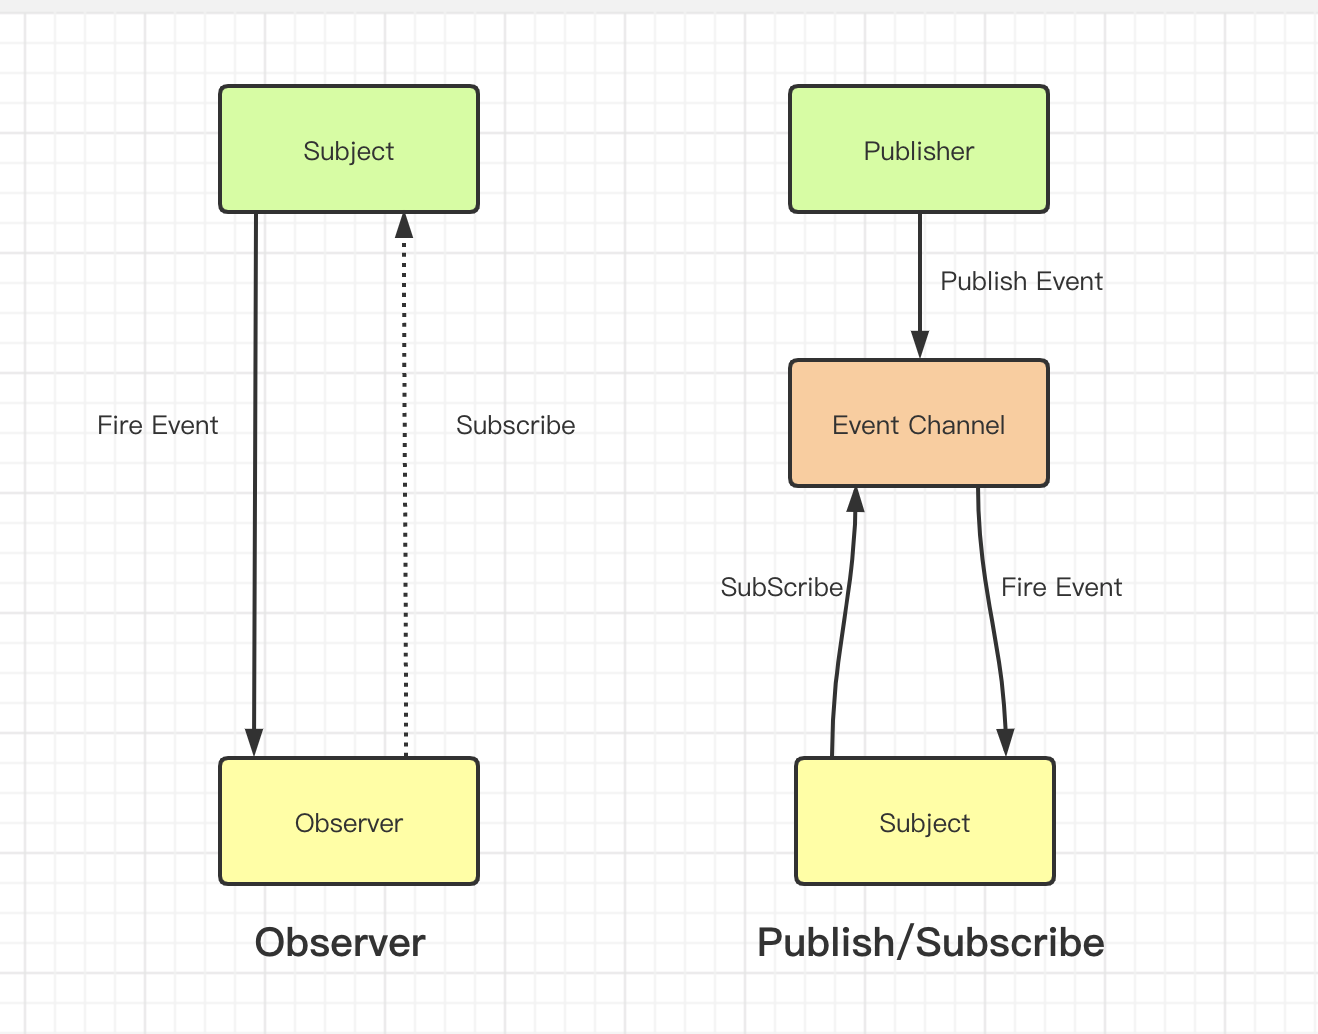 Subject
Fire Event
Subscribe
Observer
Observer
Publisher
Publish Event
Event Channel
SubScribe
Fire Event
Subject
Publish/Subscribe